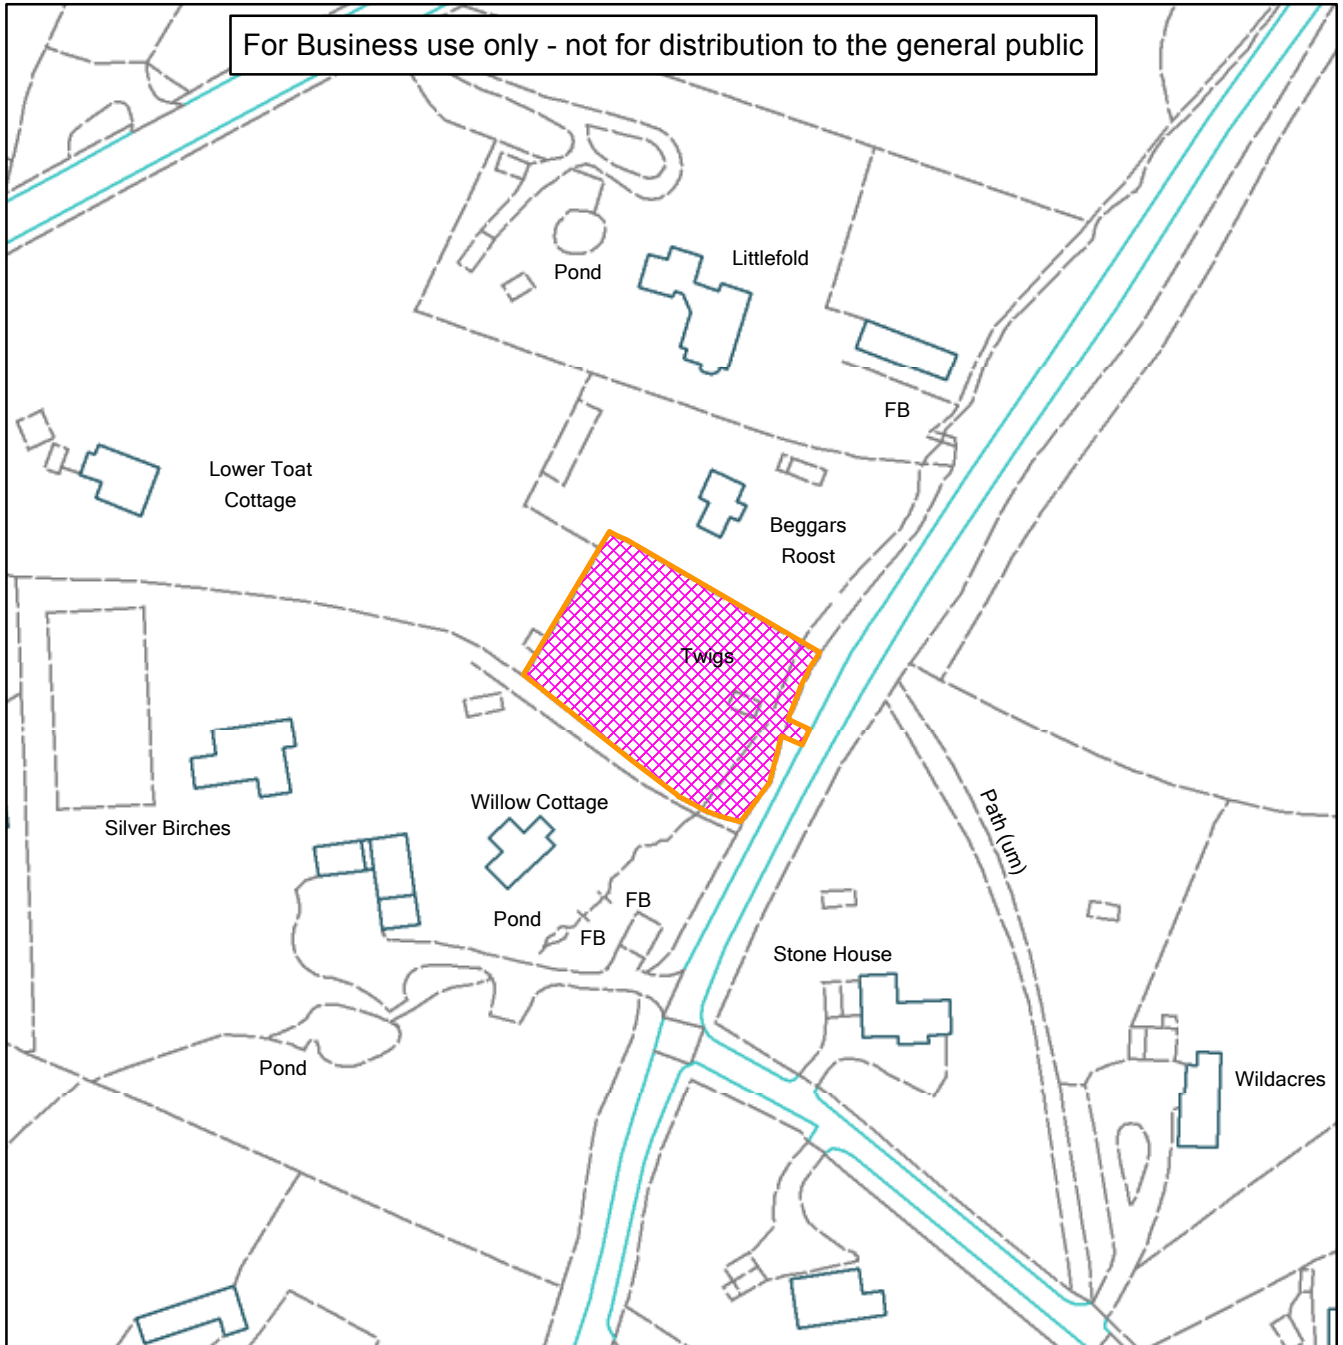 For Business use only - not for distribution to the general public
Littlefold
Pond
FB
Lower Toat
Cottage
Beggars
Roost
Twigs
Willow Cottage
Silver Birches
Path (um)
FB
Pond
FB
Stone House
Pond
Wildacres